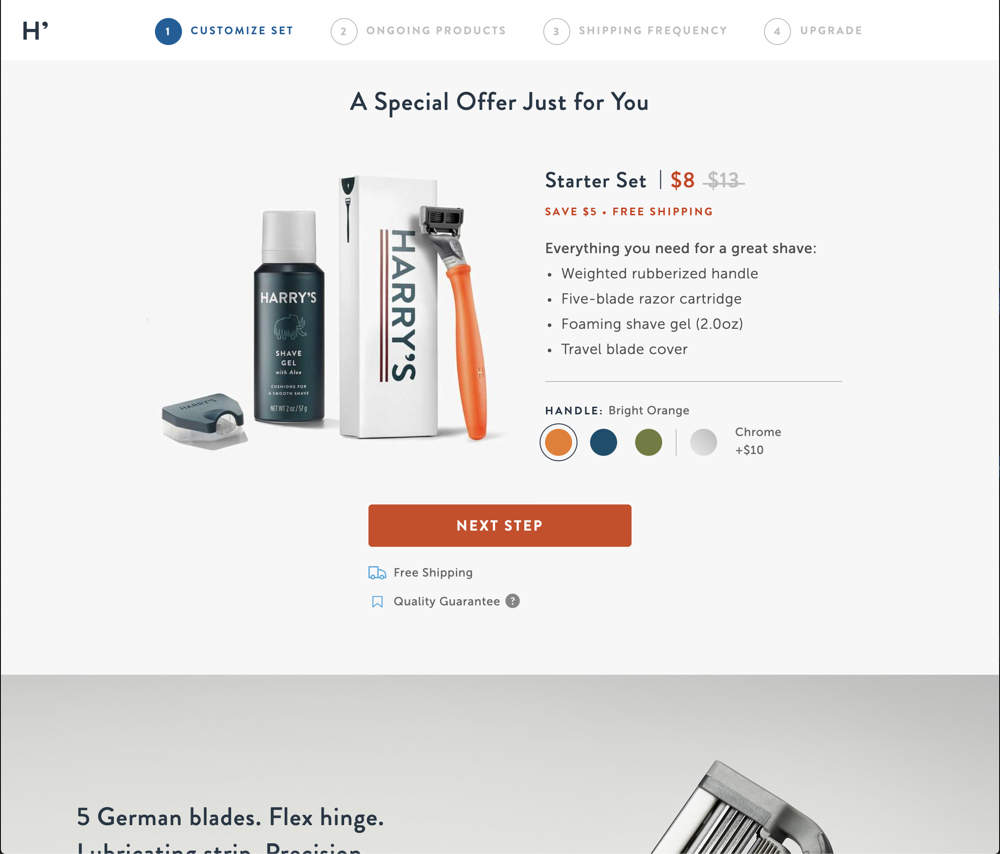 H’
1 CUSTOMIZE SET
2 ONGOING PRODUCTS
3 SHIPPING FREQUENCY
4 UPGRADE
A Special Offer Just for You
HARRY'S
HARRY’S
SHAVE
GEL
with Aloe
CUSHIONS FOR
A SMOOTH SHAVE
NET WT 2 oz / 57 g
HARRY’S
H'
H'
Starter Set | $8 $13
SAVE $5 • FREE SHIPPING
Everything you need for a great shave:
• Weighted rubberized handle
• Five-blade razor cartridge
• Foaming shave gel (2.0oz)
• Travel blade cover
HANDLE: Bright Orange
Chrome
+$10
NEXT STEP
Free Shipping
Quality Guarantee ?
5 German blades. Flex hinge.
Lubricating strip. Precision